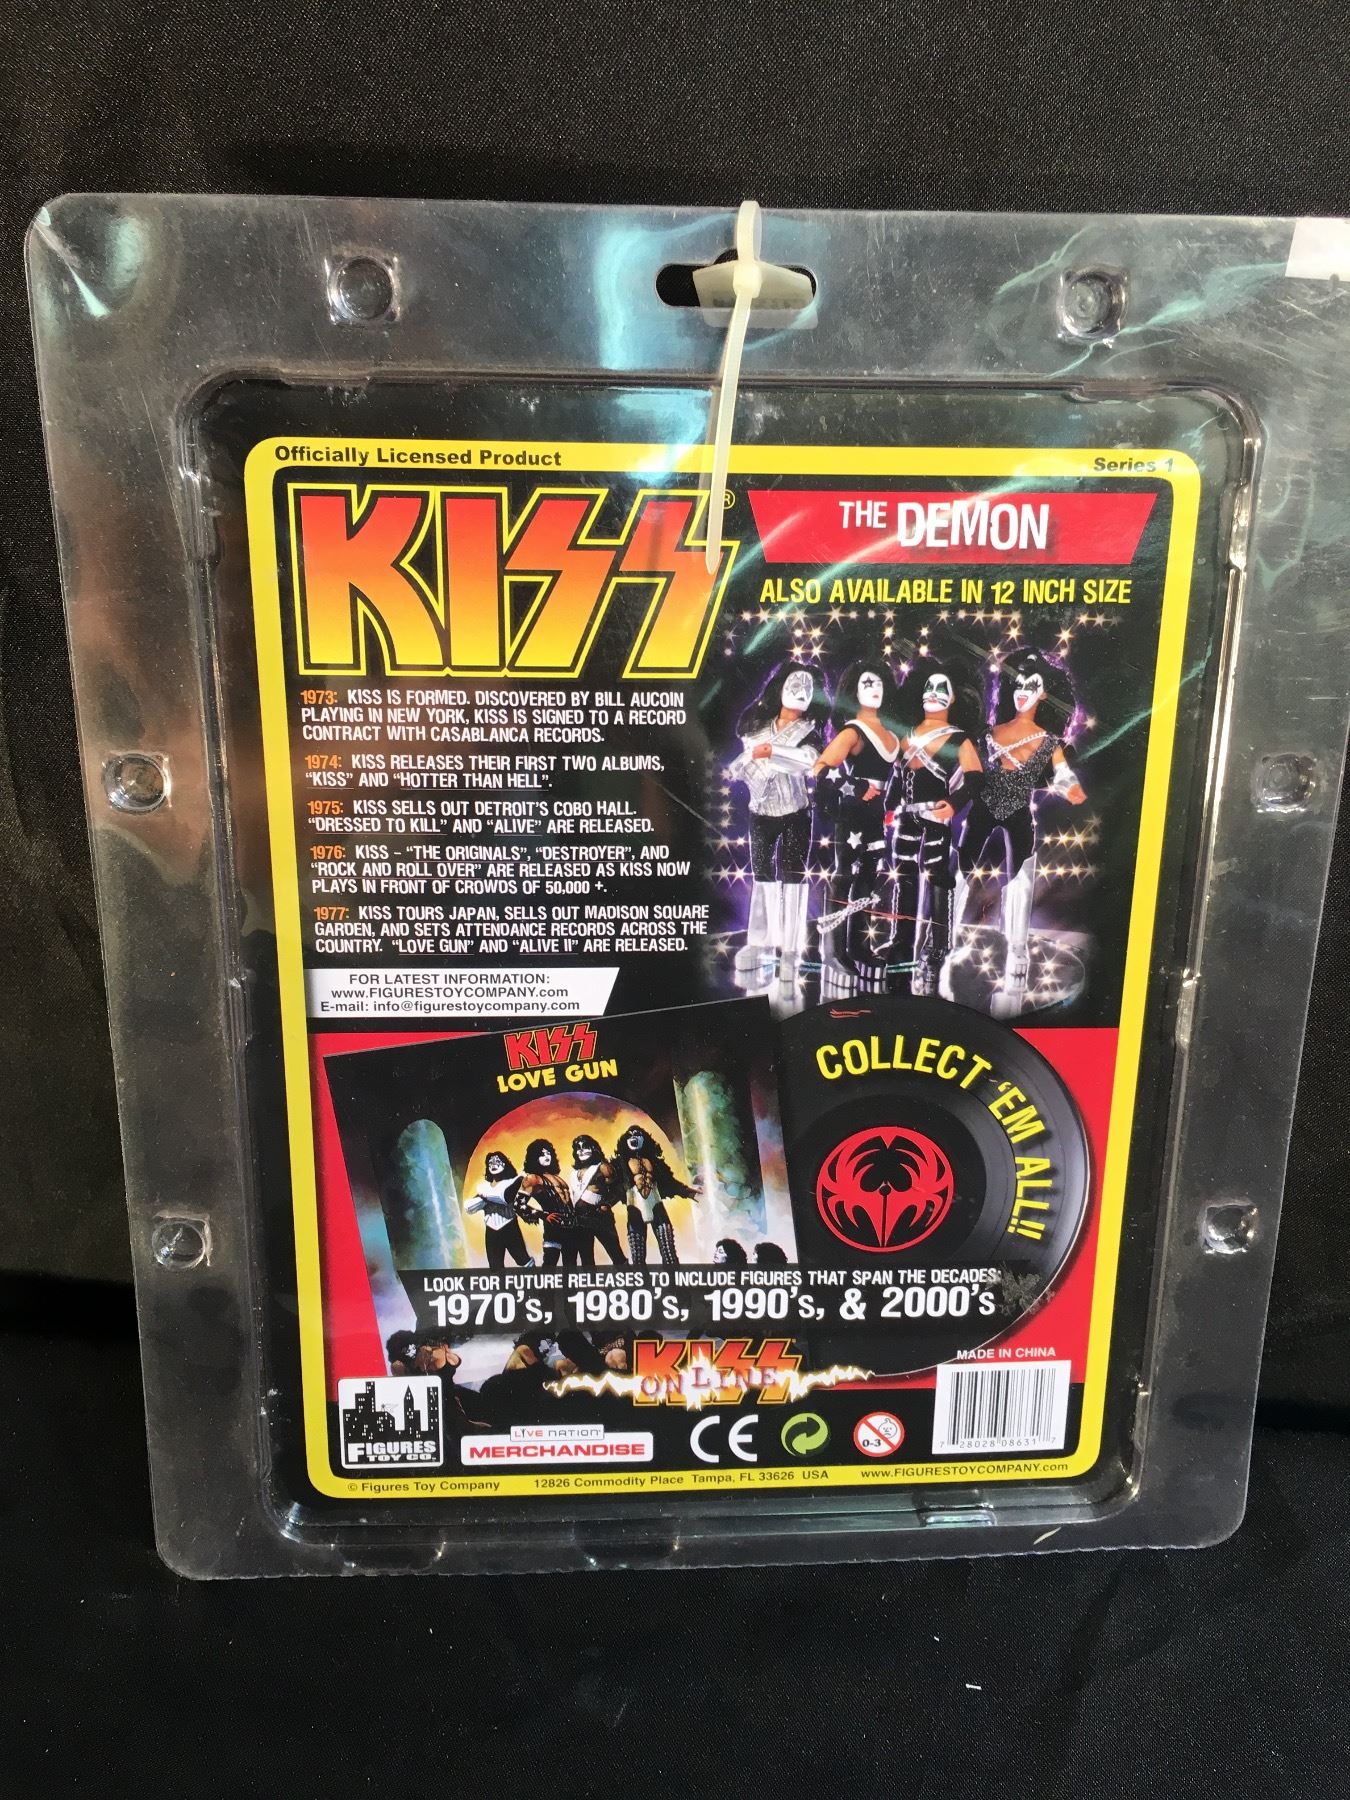 Officially Licensed Product
Series 1
KISS®
THE DEMON
ALSO AVAILABLE IN 12 INCH SIZE
1973: KISS IS FORMED. DISCOVERED BY BILL AUCOIN
PLAYING IN NEW YORK, KISS IS SIGNED TO A RECORD
CONTRACT WITH CASABLANCA RECORDS.
1974: KISS RELEASES THEIR FIRST TWO ALBUMS,
“KISS” AND “HOTTER THAN HELL”.
1975: KISS SELLS OUT DETROIT'S COBO HALL.
“DRESSED TO KILL” AND “ALIVE” ARE RELEASED.
1976: KISS – “THE ORIGINALS”, “DESTROYER”, AND
“ROCK AND ROLL OVER” ARE RELEASED AS KISS NOW
PLAYS IN FRONT OF CROWDS OF 50,000 +.
1977: KISS TOURS JAPAN, SELLS OUT MADISON SQUARE
GARDEN, AND SETS ATTENDANCE RECORDS ACROSS THE
COUNTRY. “LOVE GUN” AND “ALIVE II” ARE RELEASED.
FOR LATEST INFORMATION:
www.FIGURESTOYCOMPANY.com
E-mail: info@figurestoycompany.com
KISS
LOVE GUN
COLLECT 'EM ALL!!
LOOK FOR FUTURE RELEASES TO INCLUDE FIGURES THAT SPAN THE DECADES:
1970's, 1980's, 1990's, & 2000's
KISS
ONLINE
MADE IN CHINA
FIGURES
TOY CO.
LIVE NATION
MERCHANDISE
CE
0-3
7 28028 08631 7
© Figures Toy Company
12826 Commodity Place Tampa, FL 33626 USA
www.FIGURESTOYCOMPANY.com